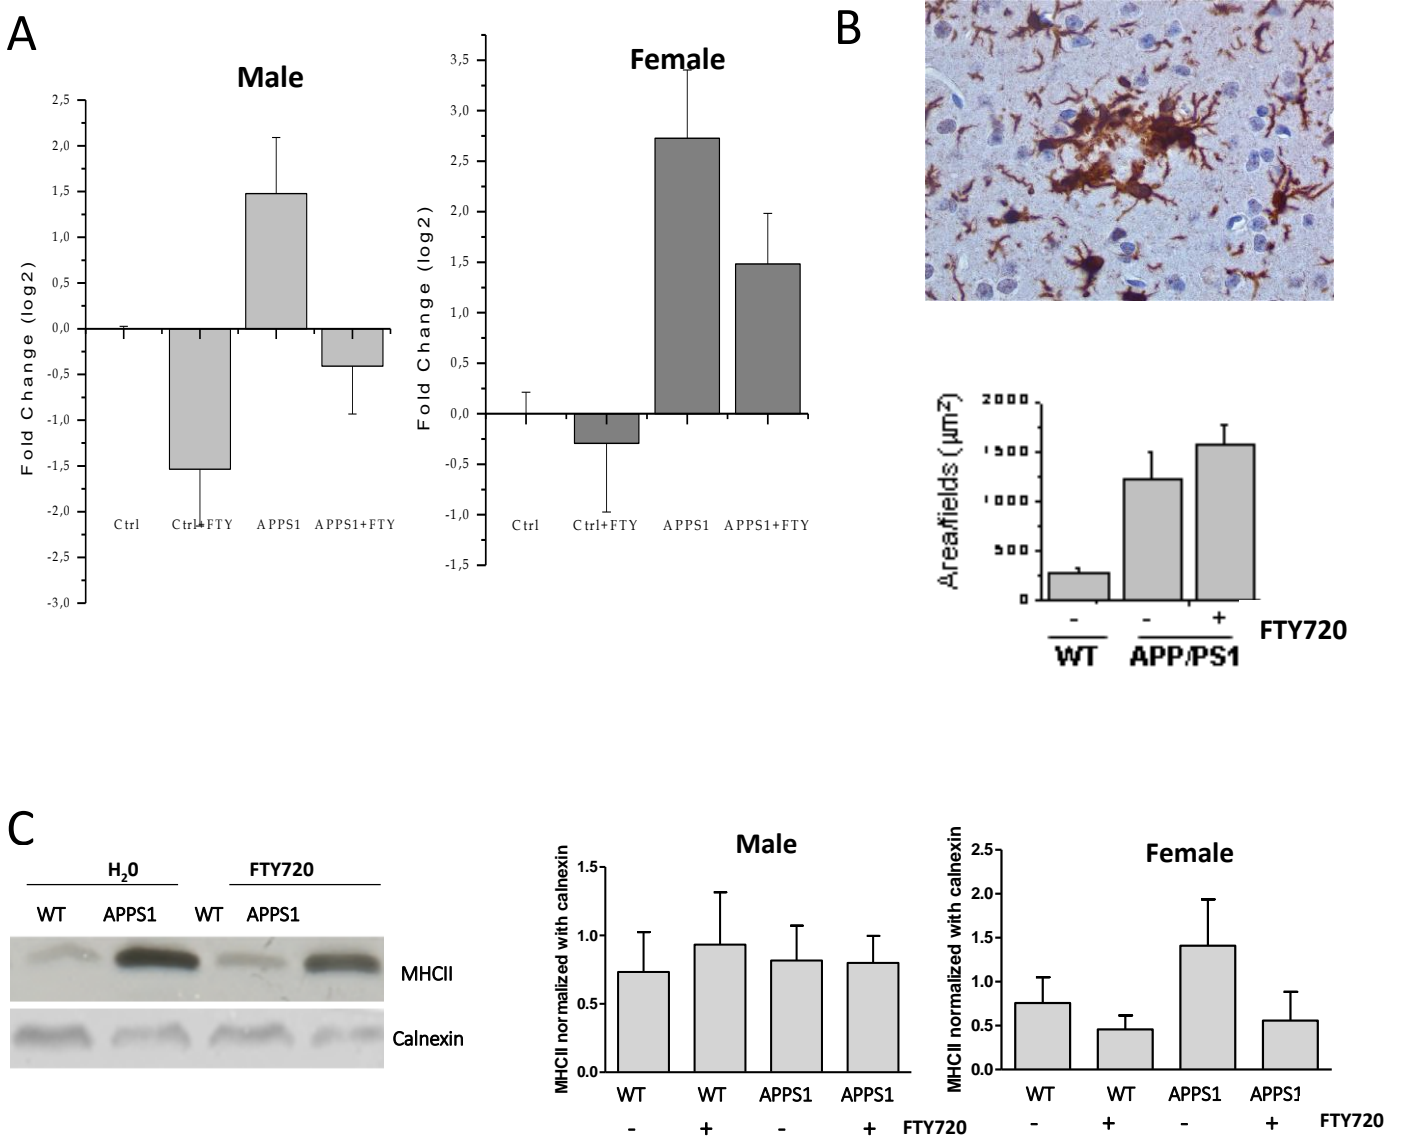 A
Male
Fold Change (log2)
2,5
2,0
1,5
1,0
0,5
0,0
-0,5
-1,0
-1,5
-2,0
-2,5
-3,0
Ctrl Ctrl+FTY APPS1 APPS1+FTY
Female
Fold Change (log2)
3,5
3,0
2,5
2,0
1,5
1,0
0,5
0,0
-0,5
-1,0
-1,5
Ctrl Ctrl+FTY APPS1 APPS1+FTY
B
Area/fields (µm²)
2000
1500
1000
500
0
- - + FTY720
WT APP/PS1
C
H₂0 FTY720
WT APPS1 WT APPS1
MHCII
Calnexin
Male
MHCII normalized with calnexin
1.5
1.0
0.5
0.0
WT WT APPS1 APPS1
- + - + FTY720
Female
MHCII normalized with calnexin
2.5
2.0
1.5
1.0
0.5
0.0
WT WT APPS1 APPS1
- + - + FTY720